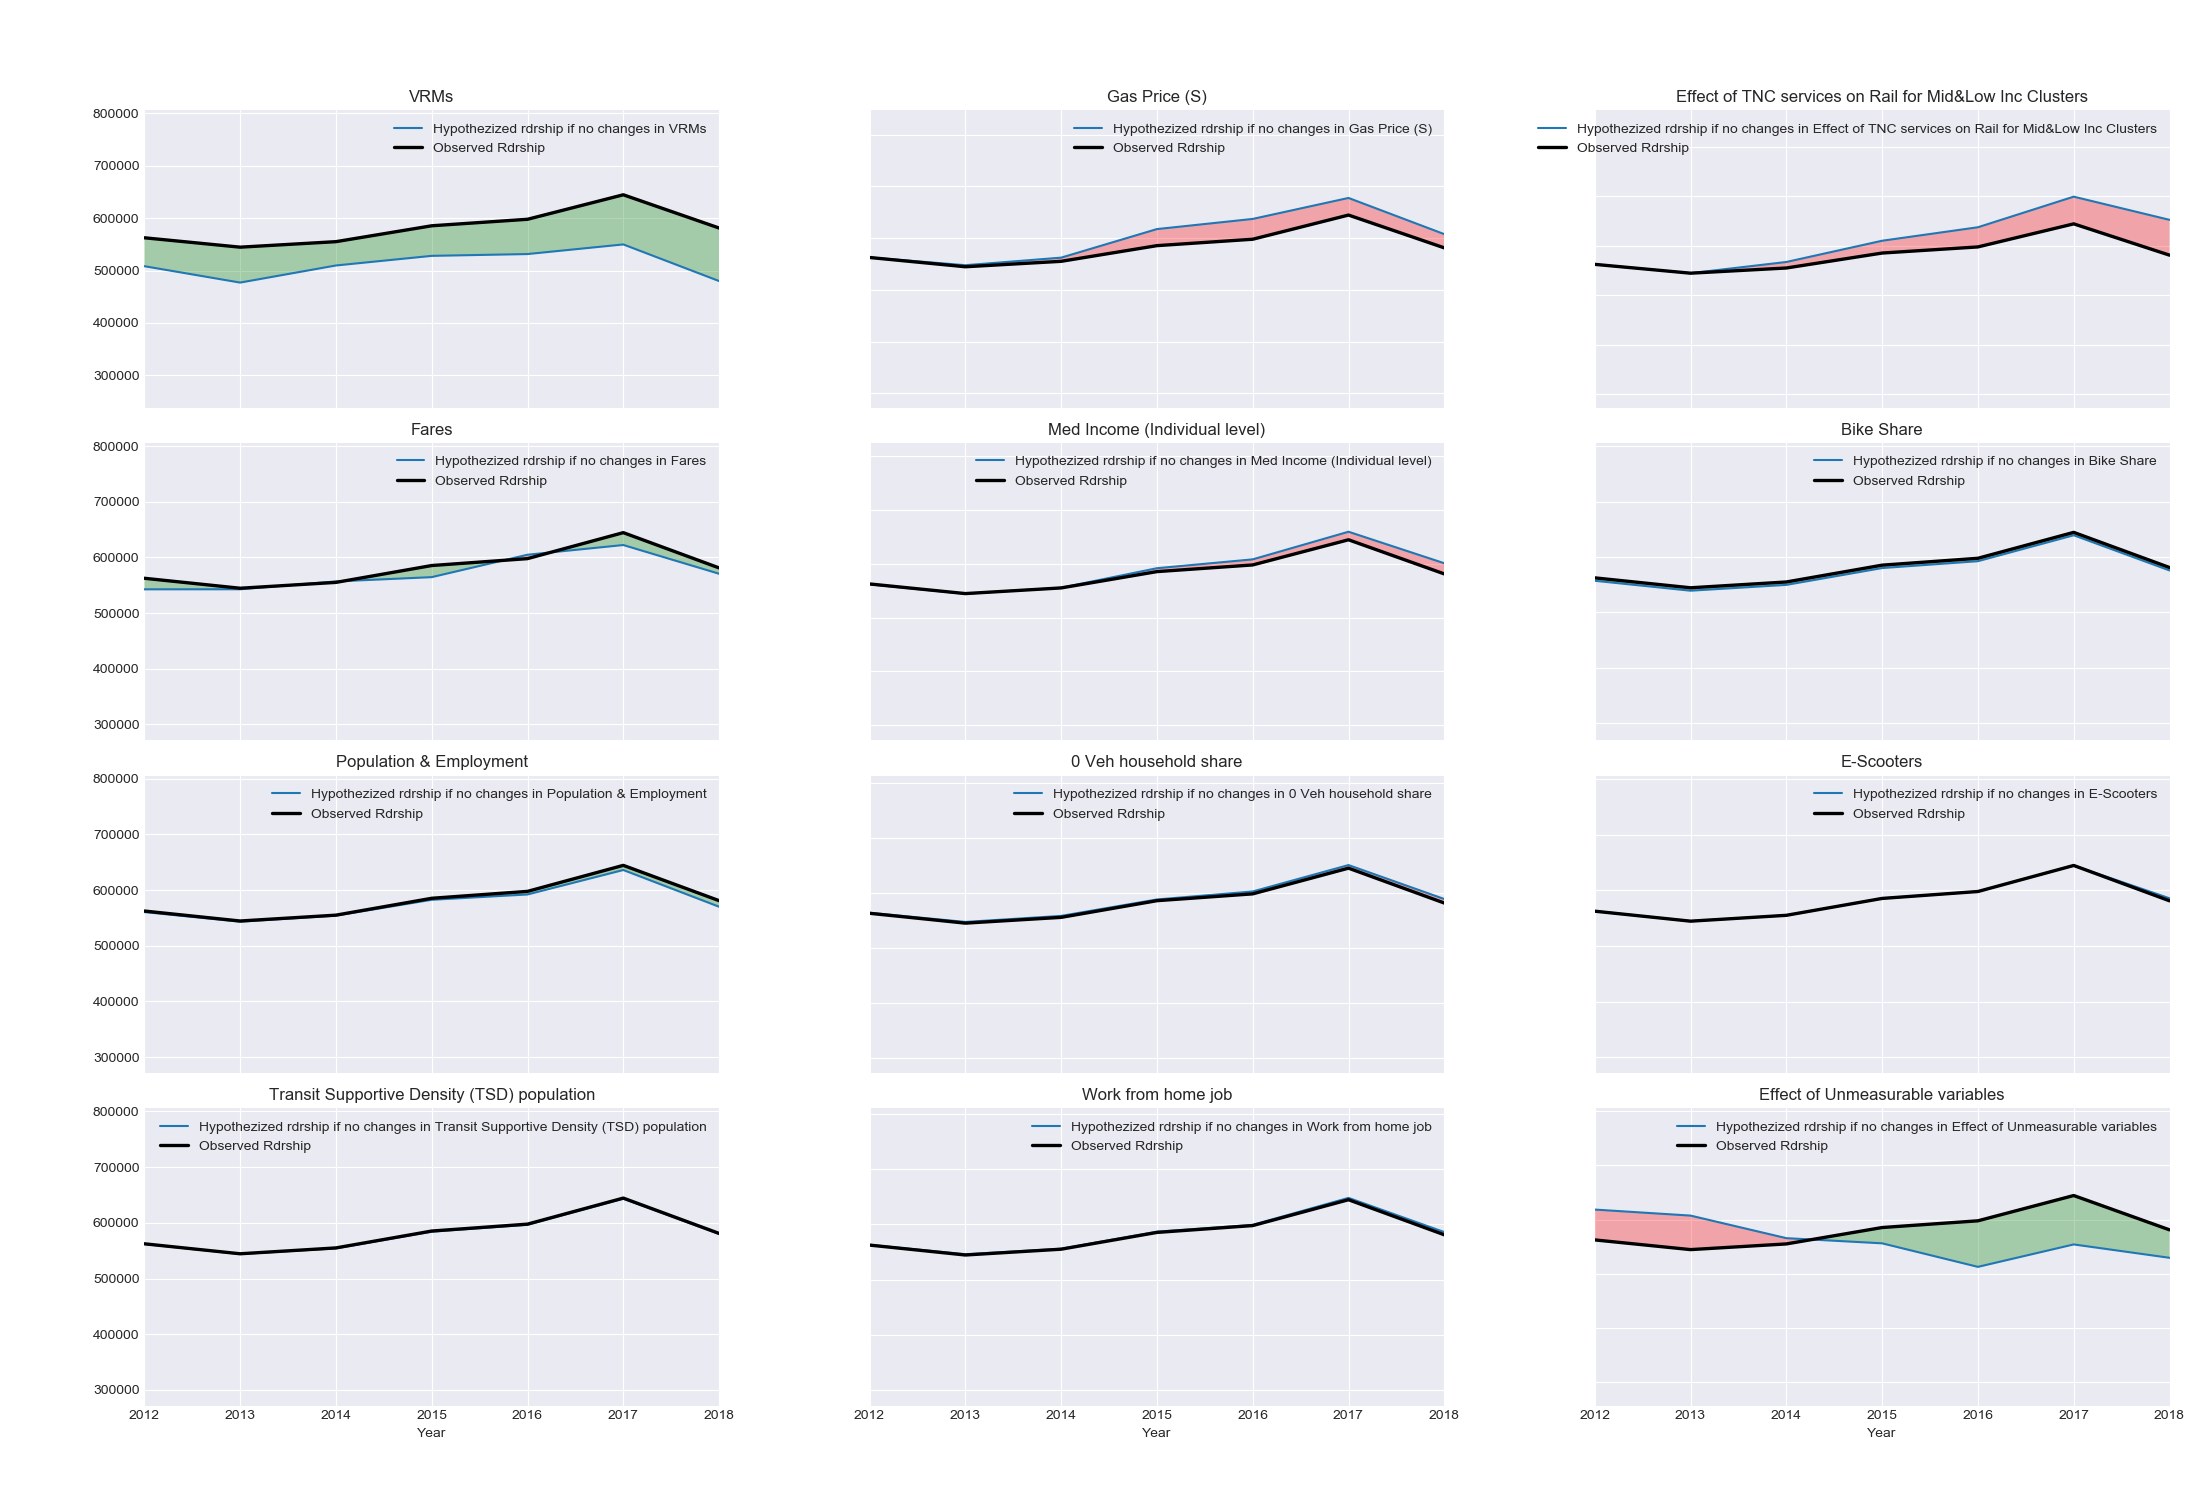 VRMs
Hypothezized rdrship if no changes in VRMs
Observed Rdrship
800000
700000
600000
500000
400000
300000
Gas Price (S)
Hypothezized rdrship if no changes in Gas Price (S)
Observed Rdrship
Effect of TNC services on Rail for Mid&Low Inc Clusters
Hypothezized rdrship if no changes in Effect of TNC services on Rail for Mid&Low Inc Clusters
Observed Rdrship
Fares
Hypothezized rdrship if no changes in Fares
Observed Rdrship
800000
700000
600000
500000
400000
300000
Med Income (Individual level)
Hypothezized rdrship if no changes in Med Income (Individual level)
Observed Rdrship
Bike Share
Hypothezized rdrship if no changes in Bike Share
Observed Rdrship
Population & Employment
Hypothezized rdrship if no changes in Population & Employment
Observed Rdrship
800000
700000
600000
500000
400000
300000
0 Veh household share
Hypothezized rdrship if no changes in 0 Veh household share
Observed Rdrship
E-Scooters
Hypothezized rdrship if no changes in E-Scooters
Observed Rdrship
Transit Supportive Density (TSD) population
Hypothezized rdrship if no changes in Transit Supportive Density (TSD) population
Observed Rdrship
800000
700000
600000
500000
400000
300000
2012 2013 2014 2015 2016 2017 2018
Year
Work from home job
Hypothezized rdrship if no changes in Work from home job
Observed Rdrship
2012 2013 2014 2015 2016 2017 2018
Year
Effect of Unmeasurable variables
Hypothezized rdrship if no changes in Effect of Unmeasurable variables
Observed Rdrship
2012 2013 2014 2015 2016 2017 2018
Year